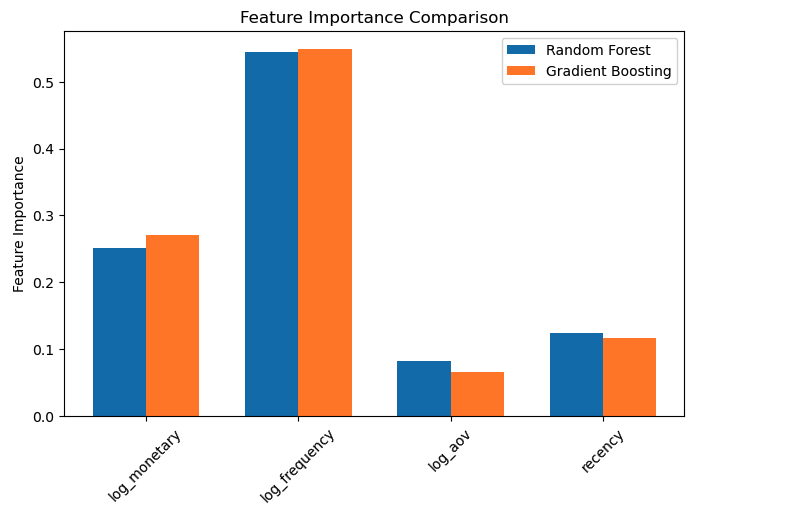 Feature Importance Comparison
Random Forest
Gradient Boosting
Feature Importance
0.5
0.4
0.3
0.2
0.1
0.0
log_monetary
log_frequency
log_aov
recency